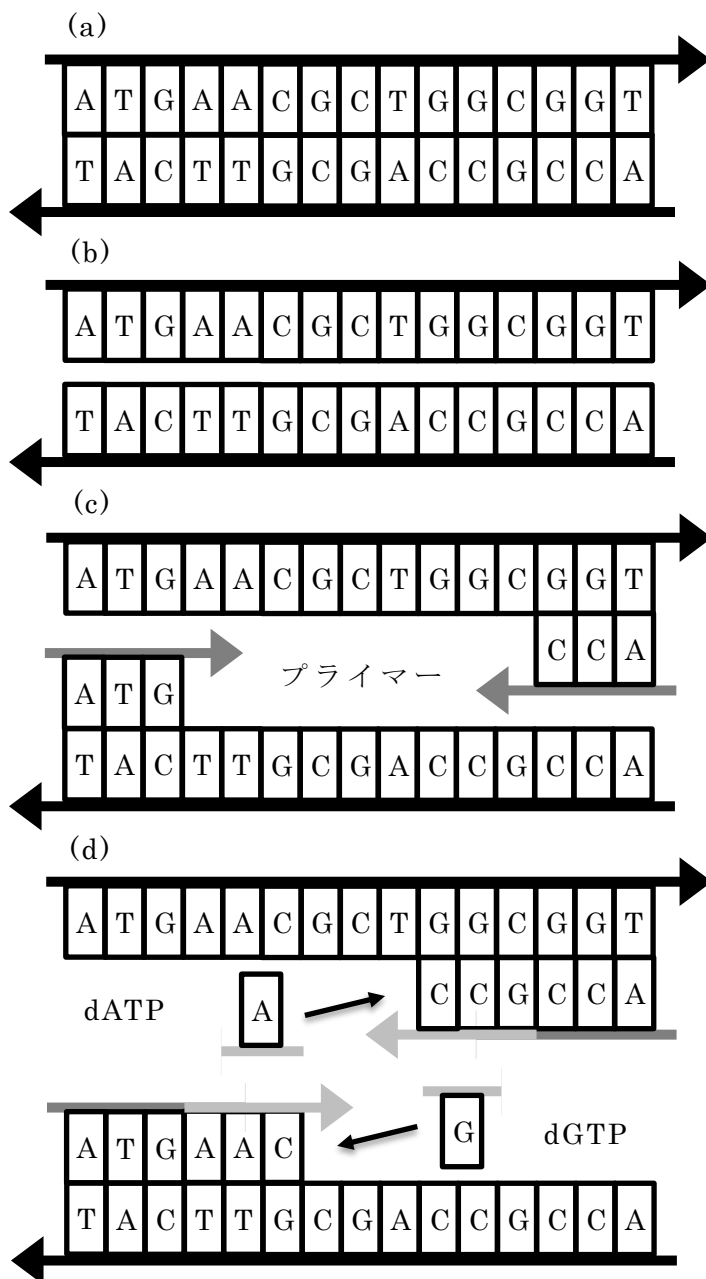 (a)
A T G A A C G C T G G C G G T
T A C T T G C G A C C G C C A
(b)
A T G A A C G C T G G C G G T
T A C T T G C G A C C G C C A
(c)
A T G A A C G C T G G C G G T
C C A
プライマー
A T G
T A C T T G C G A C C G C C A
(d)
A T G A A C G C T G G C G G T
C C G C C A
dATP A
G dGTP
A T G A A C
T A C T T G C G A C C G C C A